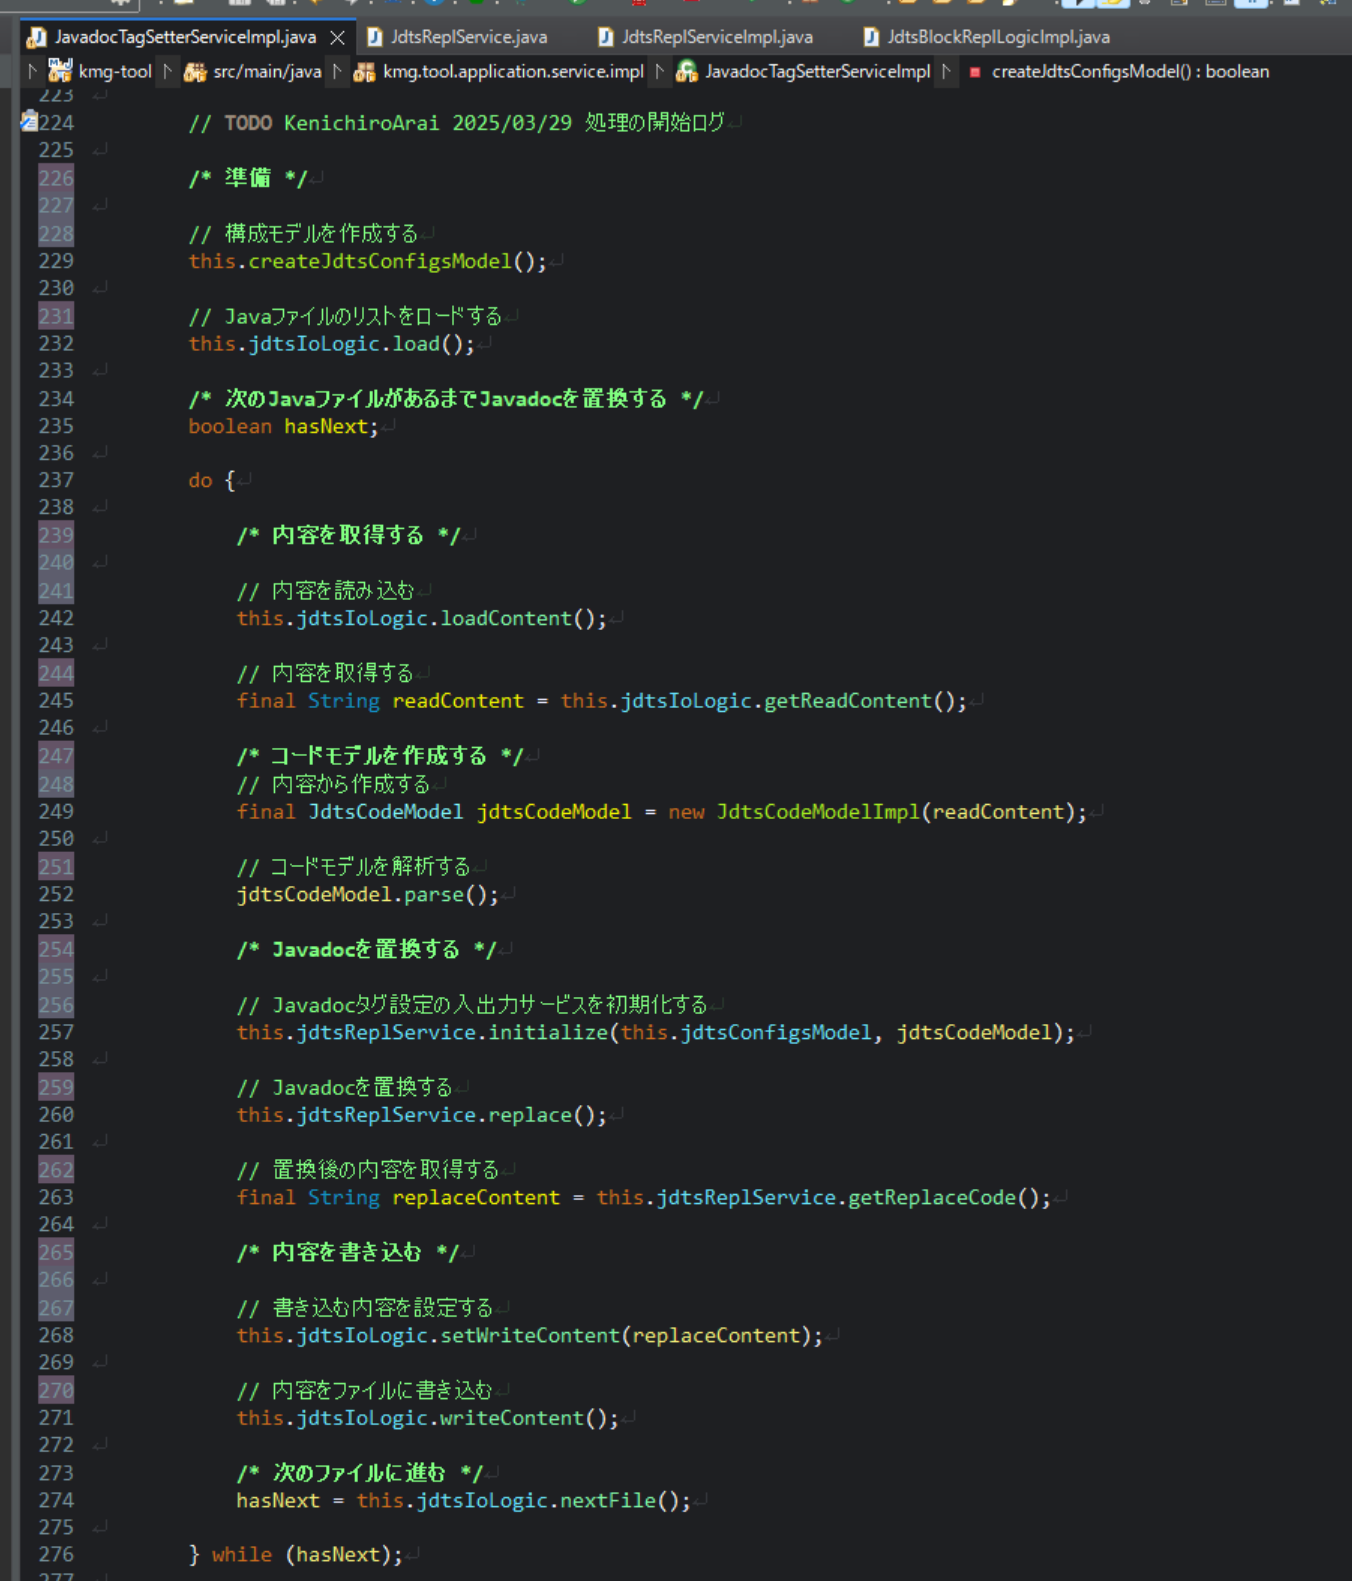 JavadocTagSetterServiceImpl.java JdtsReplService.java JdtsReplServiceImpl.java JdtsBlockReplLogicImpl.java
kmg-tool src/main/java kmg.tool.application.service.impl JavadocTagSetterServiceImpl createJdtsConfigsModel() : boolean
223
224 // TODO KenichiroArai 2025/03/29 処理の開始ログ
225
226 /* 準備 */
227
228 // 構成モデルを作成する
229 this.createJdtsConfigsModel();
230
231 // Javaファイルのリストをロードする
232 this.jdtsIoLogic.load();
233
234 /* 次のJavaファイルがあるまでJavadocを置換する */
235 boolean hasNext;
236
237 do {
238
239 /* 内容を取得する */
240
241 // 内容を読み込む
242 this.jdtsIoLogic.loadContent();
243
244 // 内容を取得する
245 final String readContent = this.jdtsIoLogic.getReadContent();
246
247 /* コードモデルを作成する */
248 // 内容から作成する
249 final JdtsCodeModel jdtsCodeModel = new JdtsCodeModelImpl(readContent);
250
251 // コードモデルを解析する
252 jdtsCodeModel.parse();
253
254 /* Javadocを置換する */
255
256 // Javadocタグ設定の入出力サービスを初期化する
257 this.jdtsReplService.initialize(this.jdtsConfigsModel, jdtsCodeModel);
258
259 // Javadocを置換する
260 this.jdtsReplService.replace();
261
262 // 置換後の内容を取得する
263 final String replaceContent = this.jdtsReplService.getReplaceCode();
264
265 /* 内容を書き込む */
266
267 // 書き込む内容を設定する
268 this.jdtsIoLogic.setWriteContent(replaceContent);
269
270 // 内容をファイルに書き込む
271 this.jdtsIoLogic.writeContent();
272
273 /* 次のファイルに進む */
274 hasNext = this.jdtsIoLogic.nextFile();
275
276 } while (hasNext);
277